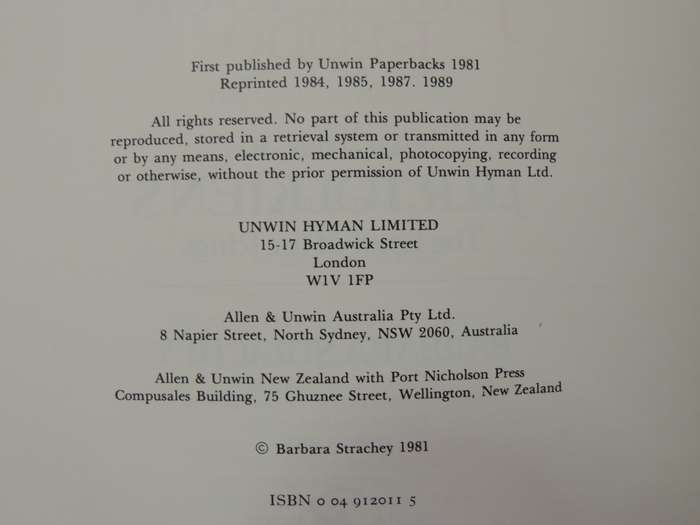 First published by Unwin Paperbacks 1981
Reprinted 1984, 1985, 1987. 1989
All rights reserved. No part of this publication may be
reproduced, stored in a retrieval system or transmitted in any form
or by any means, electronic, mechanical, photocopying, recording
or otherwise, without the prior permission of Unwin Hyman Ltd.
UNWIN HYMAN LIMITED
15-17 Broadwick Street
London
W1V 1FP
Allen & Unwin Australia Pty Ltd.
8 Napier Street, North Sydney, NSW 2060, Australia
Allen & Unwin New Zealand with Port Nicholson Press
Compusales Building, 75 Ghuznee Street, Wellington, New Zealand
© Barbara Strachey 1981
ISBN 0 04 912011 5